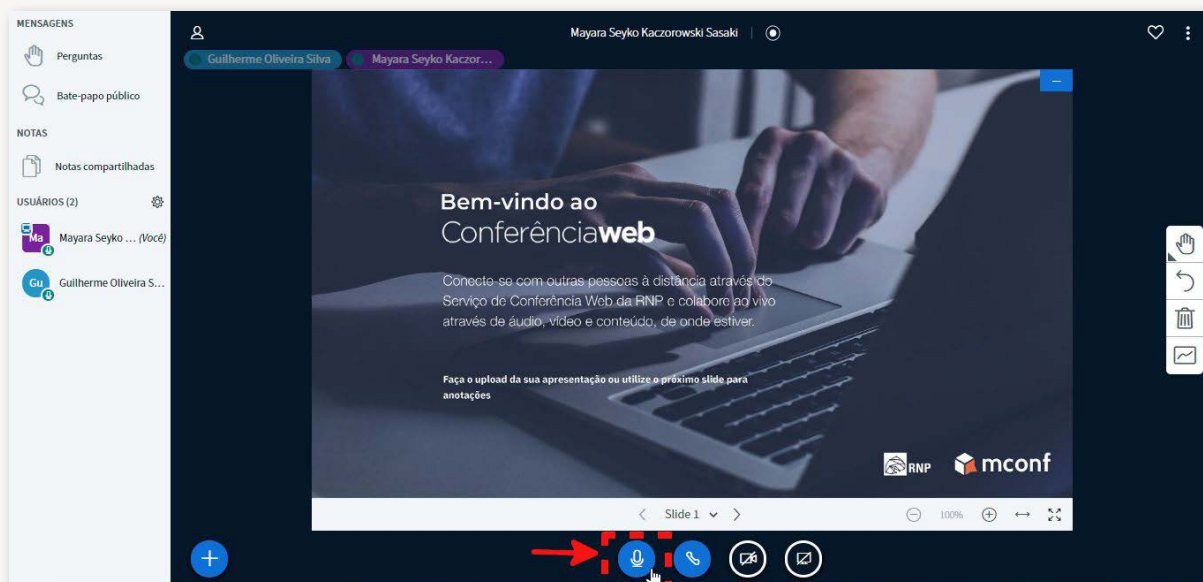 MENSAGENS
Perguntas
Bate-papo público
NOTAS
Notas compartilhadas
USUÁRIOS (2)
Ma
Mayara Seyko ... (Você)
Gu
Guilherme Oliveira S...
Mayara Seyko Kaczorowski Sasaki
Guilherme Oliveira Silva
Mayara Seyko Kaczor...
Bem-vindo ao
Conferênciaweb
Conecte-se com outras pessoas à distância através do
Serviço de Conferência Web da RNP e colabore ao vivo
através de áudio, vídeo e conteúdo, de onde estiver.
Faça o upload da sua apresentação ou utilize o próximo slide para
anotações
RNP
mconf
Slide 1
100%